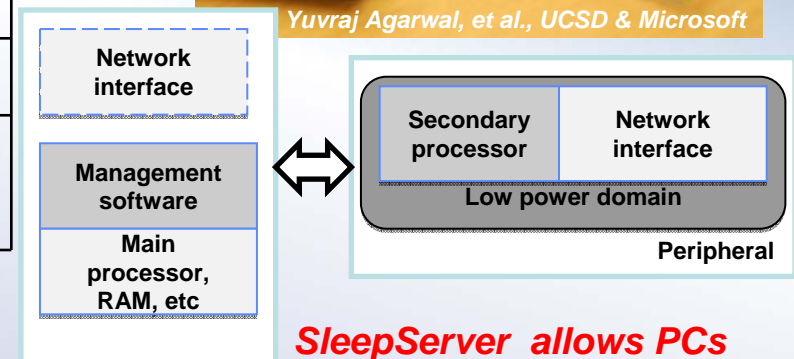 Yuvraj Agarwal, et al., UCSD & Microsoft
Network
interface
Management
software
Main
processor,
RAM, etc
Secondary
processor
Network
interface
Low power domain
Peripheral
SleepServer allows PCs